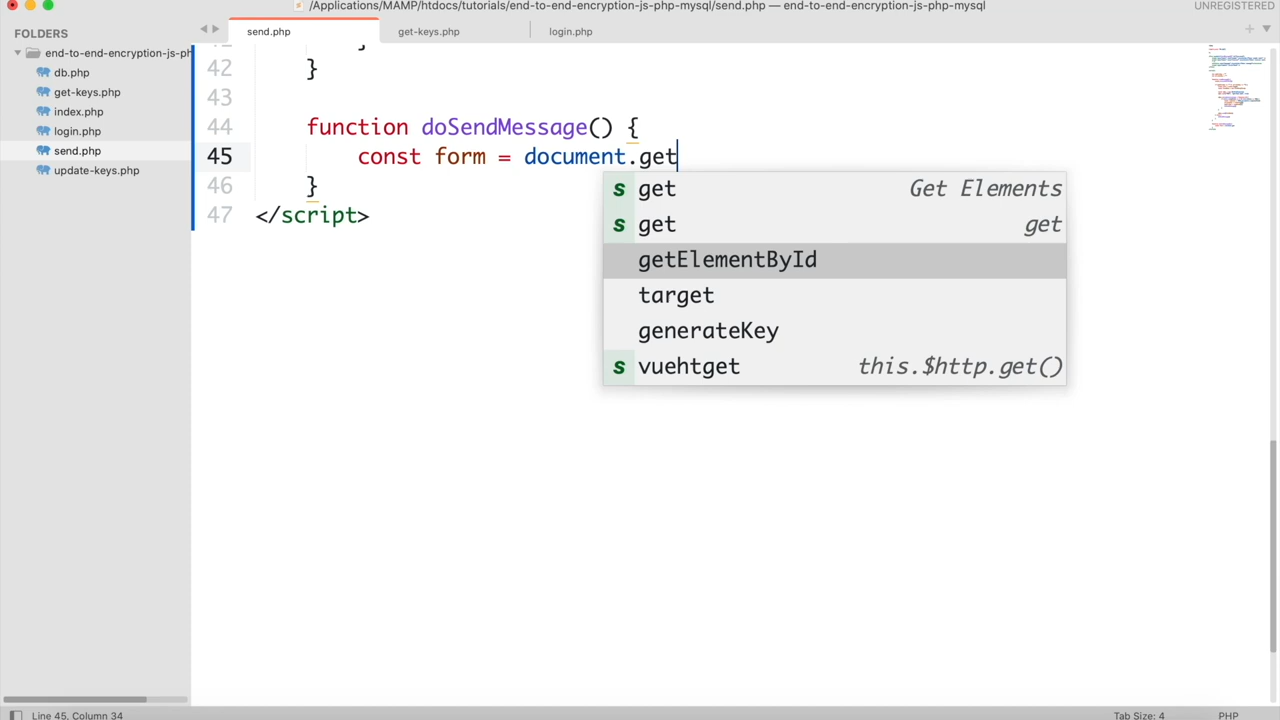 /Applications/MAMP/htdocs/tutorials/end-to-end-encryption-js-php-mysql/send.php — end-to-end-encryption-js-php-mysql
UNREGISTERED
FOLDERS
end-to-end-encryption-js-ph
db.php
get-keys.php
index.php
login.php
send.php
update-keys.php
send.php
get-keys.php
login.php
42 }
43
44 function doSendMessage() {
45 const form = document.get
46 }
47 </script>
get Get Elements
get get
getElementById
target
generateKey
vuehtget this.$http.get()
Line 45, Column 34
Tab Size: 4
PHP